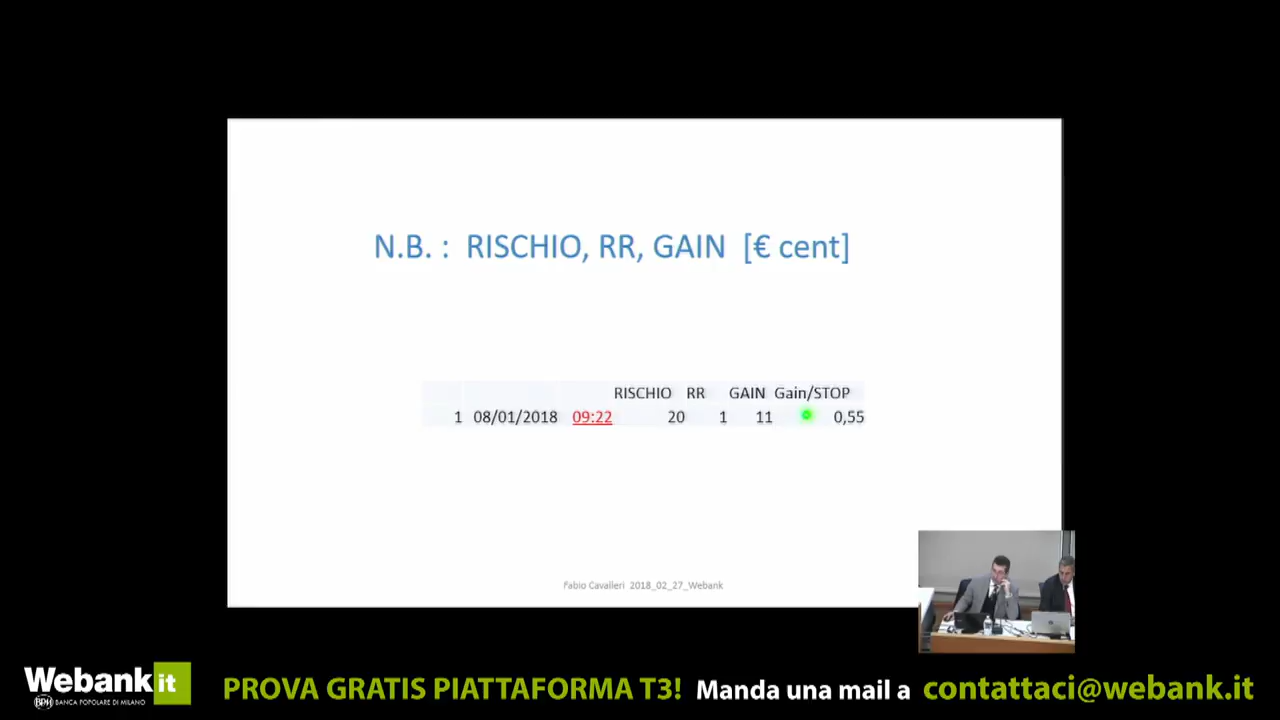 N.B. : RISCHIO, RR, GAIN [€ cent]
RISCHIO RR GAIN Gain/STOP
1 08/01/2018 09:22 20 1 11 0,55
Fabio Cavalleri 2018_02_27_Webank
Webank it
BPM BANCA POPOLARE DI MILANO
PROVA GRATIS PIATTAFORMA T3! Manda una mail a contattaci@webank.it